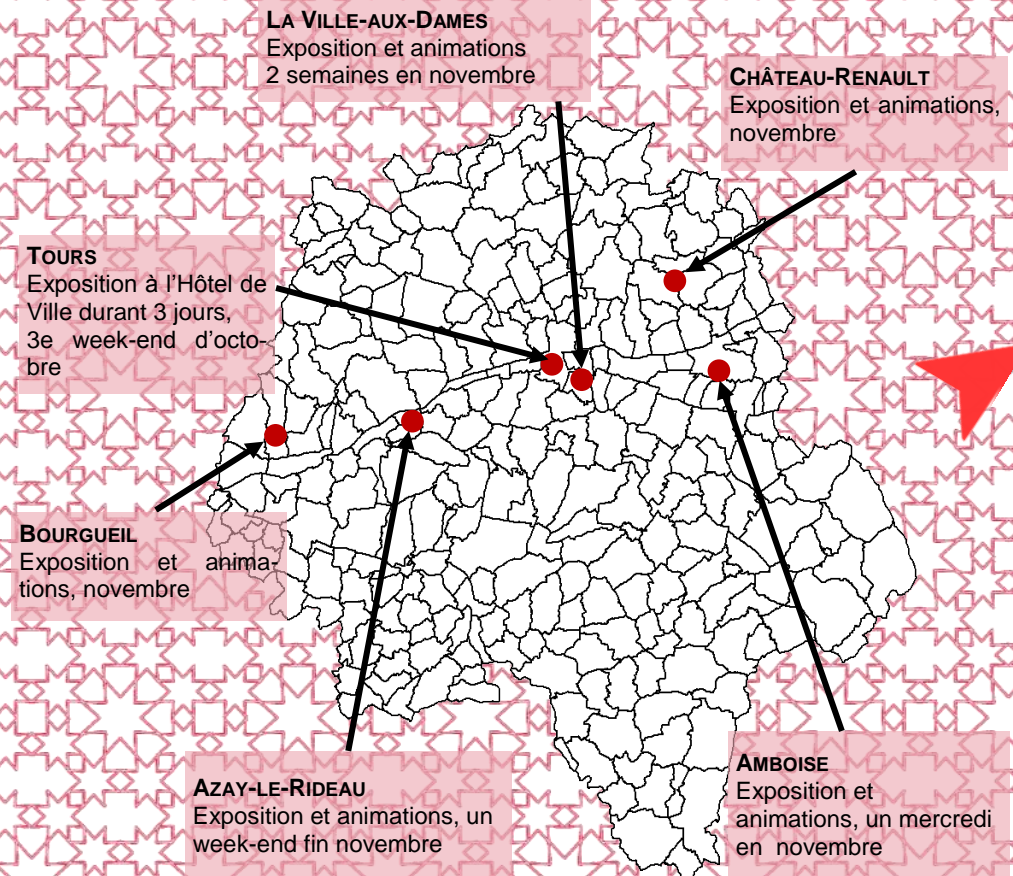 LA VILLE-AUX-DAMES
Exposition et animations
2 semaines en novembre
CHÂTEAU-RENAULT
Exposition et animations,
novembre
TOURS
Exposition à l’Hôtel de
Ville durant 3 jours,
3e week-end d’octo-
bre
BOURGUEIL
Exposition et anima-
tions, novembre
AZAY-LE-RIDEAU
Exposition et animations, un
week-end fin novembre
AMBOISE
Exposition et
animations, un mercredi
en novembre